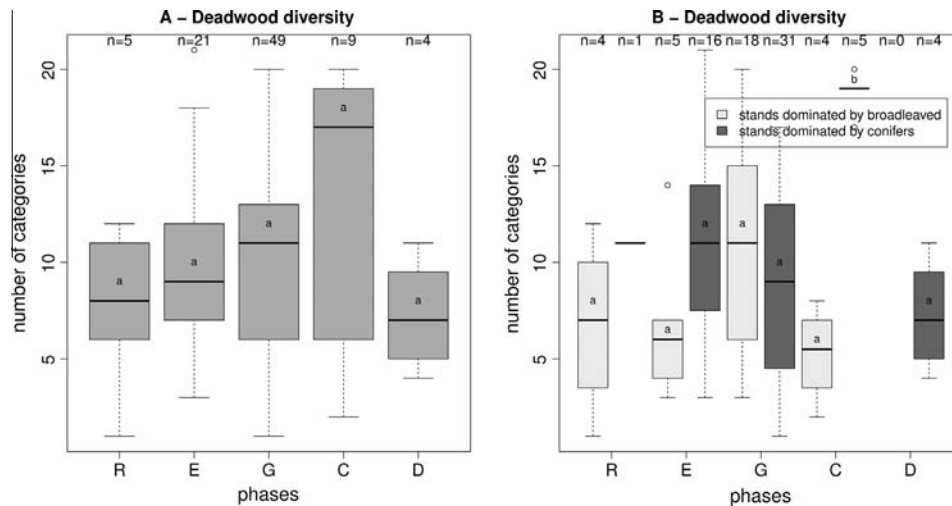 A – Deadwood diversity
n=5 n=21 n=49 n=9 n=4
number of categories
20
15
10
5
a a a a a
R E G C D
phases
B – Deadwood diversity
n=4 n=1 n=5 n=16 n=18 n=31 n=4 n=5 n=0 n=4
number of categories
20
15
10
5
b
stands dominated by broadleaved
stands dominated by conifers
a a a a a a a
R E G C D
phases